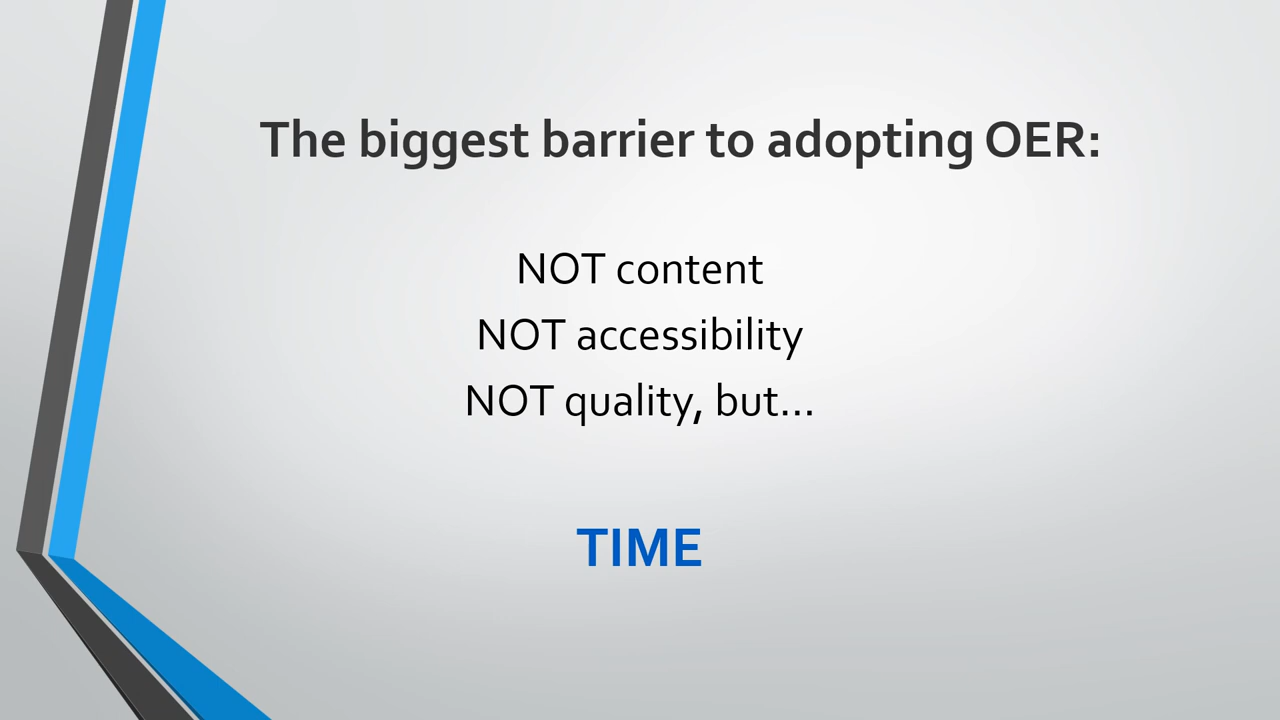 The biggest barrier to adopting OER:
NOT content
NOT accessibility
NOT quality, but...
TIME